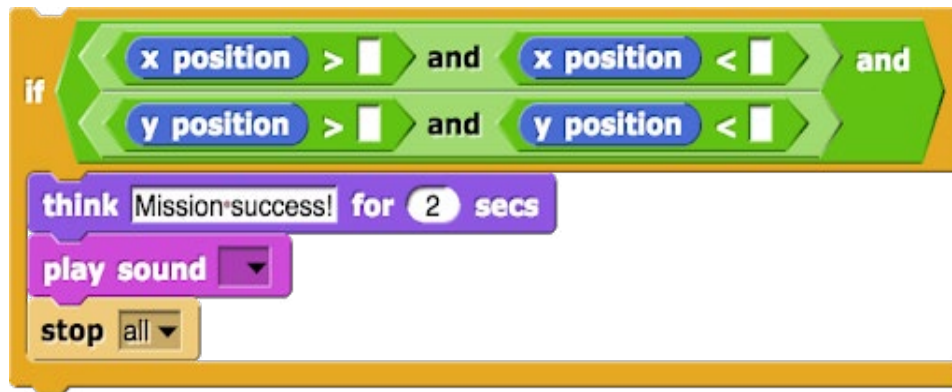 x position > and x position < and
if
y position > and y position <
think Mission success! for 2 secs
play sound
stop all